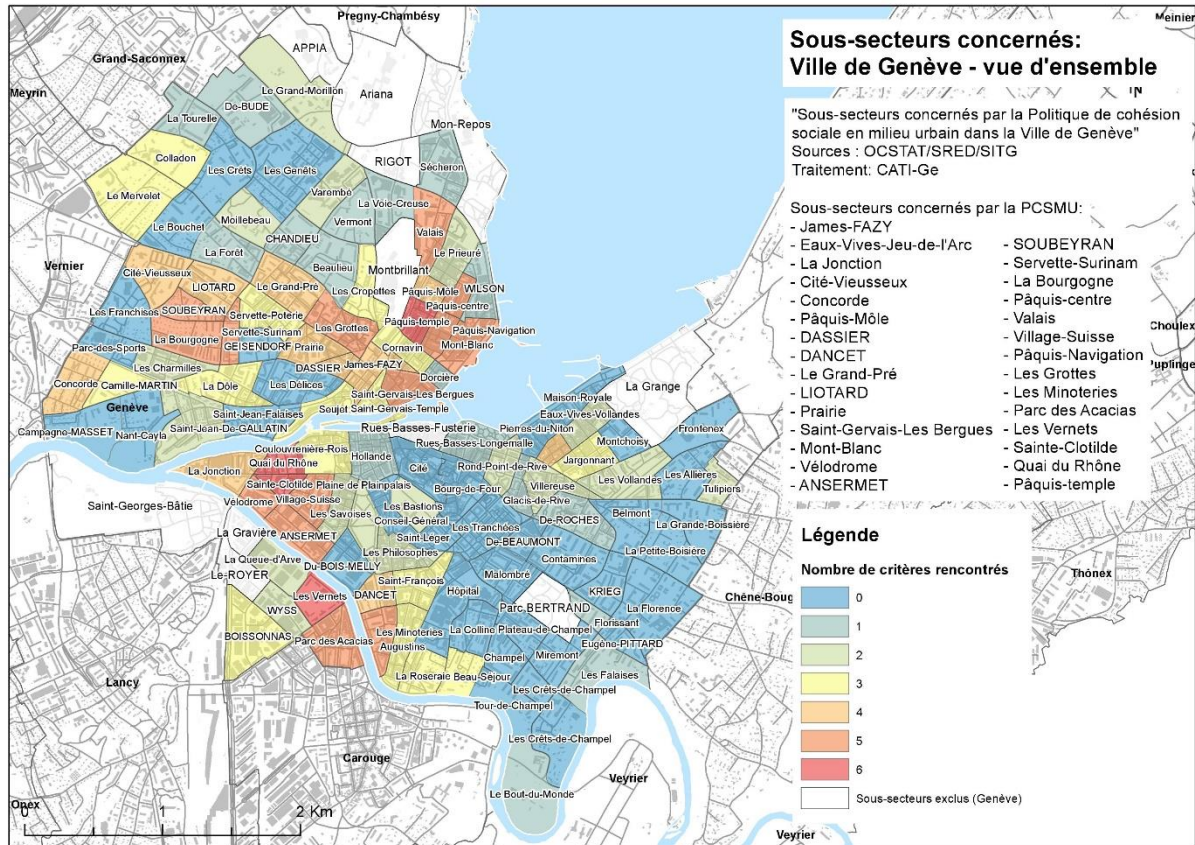 Pregny-Chambésy
Meinier
Grand-Saconnex
APPIA
Meyrin
Le Grand-Morillon
De-BUDE
Ariana
La Tourelle
Mon-Repos
Colladon
Les Crêts
Les Genêts
RIGOT
Sécheron
Le Mervelet
Varembé
La Voie-Creuse
Moillebeau
Vermont
Le Bouchet
CHANDIEU
Valais
La Forêt
Le Prieuré
Vernier
Beaulieu
Montbrillant
Cité-Vieusseux
Le Grand-Pré
Les Cropettes
Pâquis-Môle
WILSON
LIOTARD
Les Franchises
SOUBEYRAN
Servette-Poterie
Pâquis-centre
Servette-Surinam
Les Grottes
Pâquis-temple
Pâquis-Navigation
La Bourgogne
GEISENDORF
Prairie
Cornavin
Mont-Blanc
Parc-des-Sports
Les Charmilles
DASSIER
James-FAZY
Dorcière
Concorde
Camille-MARTIN
La Dôle
Les Délices
Saint-Gervais-Les Bergues
La Grange
Genève
Saint-Jean-Falaises
Seujet
Saint-Gervais-Temple
Maison-Royale
Eaux-Vives-Vollandes
Campagne-MASSET
Nant-Cayla
Saint-Jean-De-GALLATIN
Rues-Basses-Fusterie
Pierres-du-Niton
Frontenex
Coulouvrenière-Rois
Rues-Basses-Longemalle
Montchoisy
Quai du Rhône
Hollande
Cité
Rond-Point-de-Rive
Jargonnant
La Jonction
Les Allières
Sainte-Clotilde
Plaine de Plainpalais
Bourg-de-Four
Villereuse
Les Vollandes
Tulipiers
Saint-Georges-Bâtie
Vélodrome
Village-Suisse
Les Bastions
Glacis-de-Rive
Les Savoises
Conseil-Général
Les Tranchées
De-ROCHES
Belmont
La Grande-Boissière
La Gravière
ANSERMET
Saint-Léger
De-BEAUMONT
Les Philosophes
Contamines
La Petite-Boisière
La Queue-d'Arve
Du-BOIS-MELLY
Le-ROYER
Saint-François
Malombré
Les Vernets
DANCET
Hôpital
KRIEG
Chêne-Boug
Parc BERTRAND
WYSS
La Florence
BOISSONNAS
Parc des Acacias
Les Minoteries
La Colline
Plateau-de-Champel
Florissant
Augustins
Eugène-PITTARD
Champel
Miremont
La Roseraie
Beau-Séjour
Les Falaises
Lancy
Les Crêts-de-Champel
Tour-de-Champel
Les Crêts-de-Champel
Carouge
Veyrier
Le Bout-du-Monde
Onex
0 1 2 Km
Veyrier
Choulex
Puplinge
Thônex
Sous-secteurs concernés:
Ville de Genève - vue d'ensemble
N
"Sous-secteurs concernés par la Politique de cohésion
sociale en milieu urbain dans la Ville de Genève"
Sources : OCSTAT/SRED/SITG
Traitement: CATI-Ge
Sous-secteurs concernés par la PCSMU:
- James-FAZY
- Eaux-Vives-Jeu-de-l'Arc
- La Jonction
- Cité-Vieusseux
- Concorde
- Pâquis-Môle
- DASSIER
- DANCET
- Le Grand-Pré
- LIOTARD
- Prairie
- Saint-Gervais-Les Bergues
- Mont-Blanc
- Vélodrome
- ANSERMET
- SOUBEYRAN
- Servette-Surinam
- La Bourgogne
- Pâquis-centre
- Valais
- Village-Suisse
- Pâquis-Navigation
- Les Grottes
- Les Minoteries
- Parc des Acacias
- Les Vernets
- Sainte-Clotilde
- Quai du Rhône
- Pâquis-temple
Légende
Nombre de critères rencontrés
0
1
2
3
4
5
6
Sous-secteurs exclus (Genève)